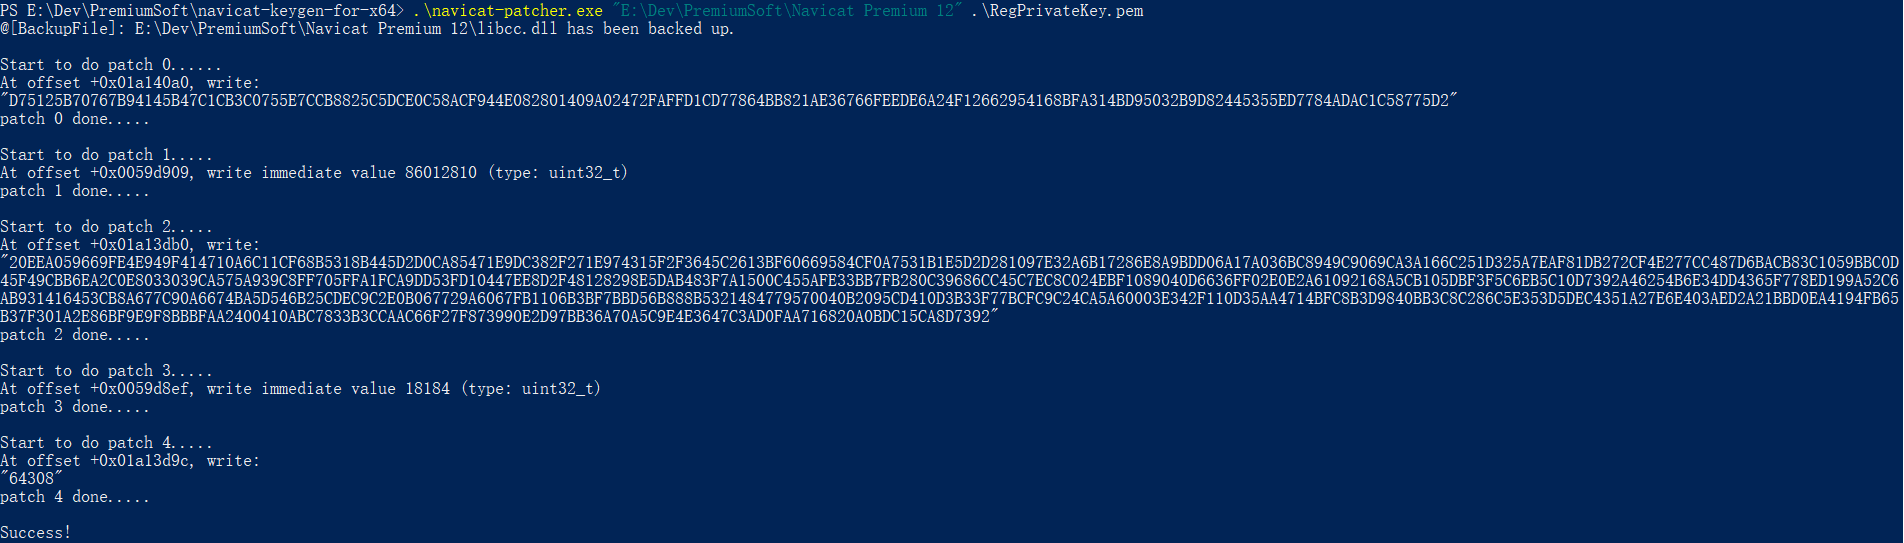 PS E:\Dev\PremiumSoft\navicat-keygen-for-x64> .\navicat-patcher.exe "E:\Dev\PremiumSoft\Navicat Premium 12" .\RegPrivateKey.pem
@[BackupFile]: E:\Dev\PremiumSoft\Navicat Premium 12\libcc.dll has been backed up.
Start to do patch 0......
At offset +0x01a140a0, write:
"D75125B70767B94145B47C1CB3C0755E7CCB8825C5DCE0C58ACF944E082801409A02472FAFFD1CD77864BB821AE36766FEEDE6A24F12662954168BFA314BD95032B9D82445355ED7784ADAC1C58775D2"
patch 0 done.....
Start to do patch 1.....
At offset +0x0059d909, write immediate value 86012810 (type: uint32_t)
patch 1 done.....
Start to do patch 2.....
At offset +0x01a13db0, write:
"20EEA059669FE4E949F414710A6C11CF68B5318B445D2D0CA85471E9DC382F271E974315F2F3645C2613BF60669584CF0A7531B1E5D2D281097E32A6B17286E8A9BDD06A17A036BC8949C9069CA3A166C251D325A7EAF81DB272CF4E277CC487D6BACB83C1059BBC0D
45F49CBB6EA2C0E8033039CA575A939C8FF705FFA1FCA9DD53FD10447EE8D2F48128298E5DAB483F7A1500C455AFE33BB7FB280C39686CC45C7EC8C024EBF1089040D6636FF02E0E2A61092168A5CB105DBF3F5C6EB5C10D7392A46254B6E34DD4365F778ED199A52C6
AB931416453CB8A677C90A6674BA5D546B25CDEC9C2E0B067729A6067FB1106B3BF7BBD56B888B5321484779570040B2095CD410D3B33F77BCFC9C24CA5A60003E342F110D35AA4714BFC8B3D9840BB3C8C286C5E353D5DEC4351A27E6E403AED2A21BBD0EA4194FB65
B37F301A2E86BF9E9F8BBBFAA2400410ABC7833B3CCAAC66F27F873990E2D97BB36A70A5C9E4E3647C3AD0FAA716820A0BDC15CA8D7392"
patch 2 done.....
Start to do patch 3.....
At offset +0x0059d8ef, write immediate value 18184 (type: uint32_t)
patch 3 done.....
Start to do patch 4.....
At offset +0x01a13d9c, write:
"64308"
patch 4 done.....
Success!